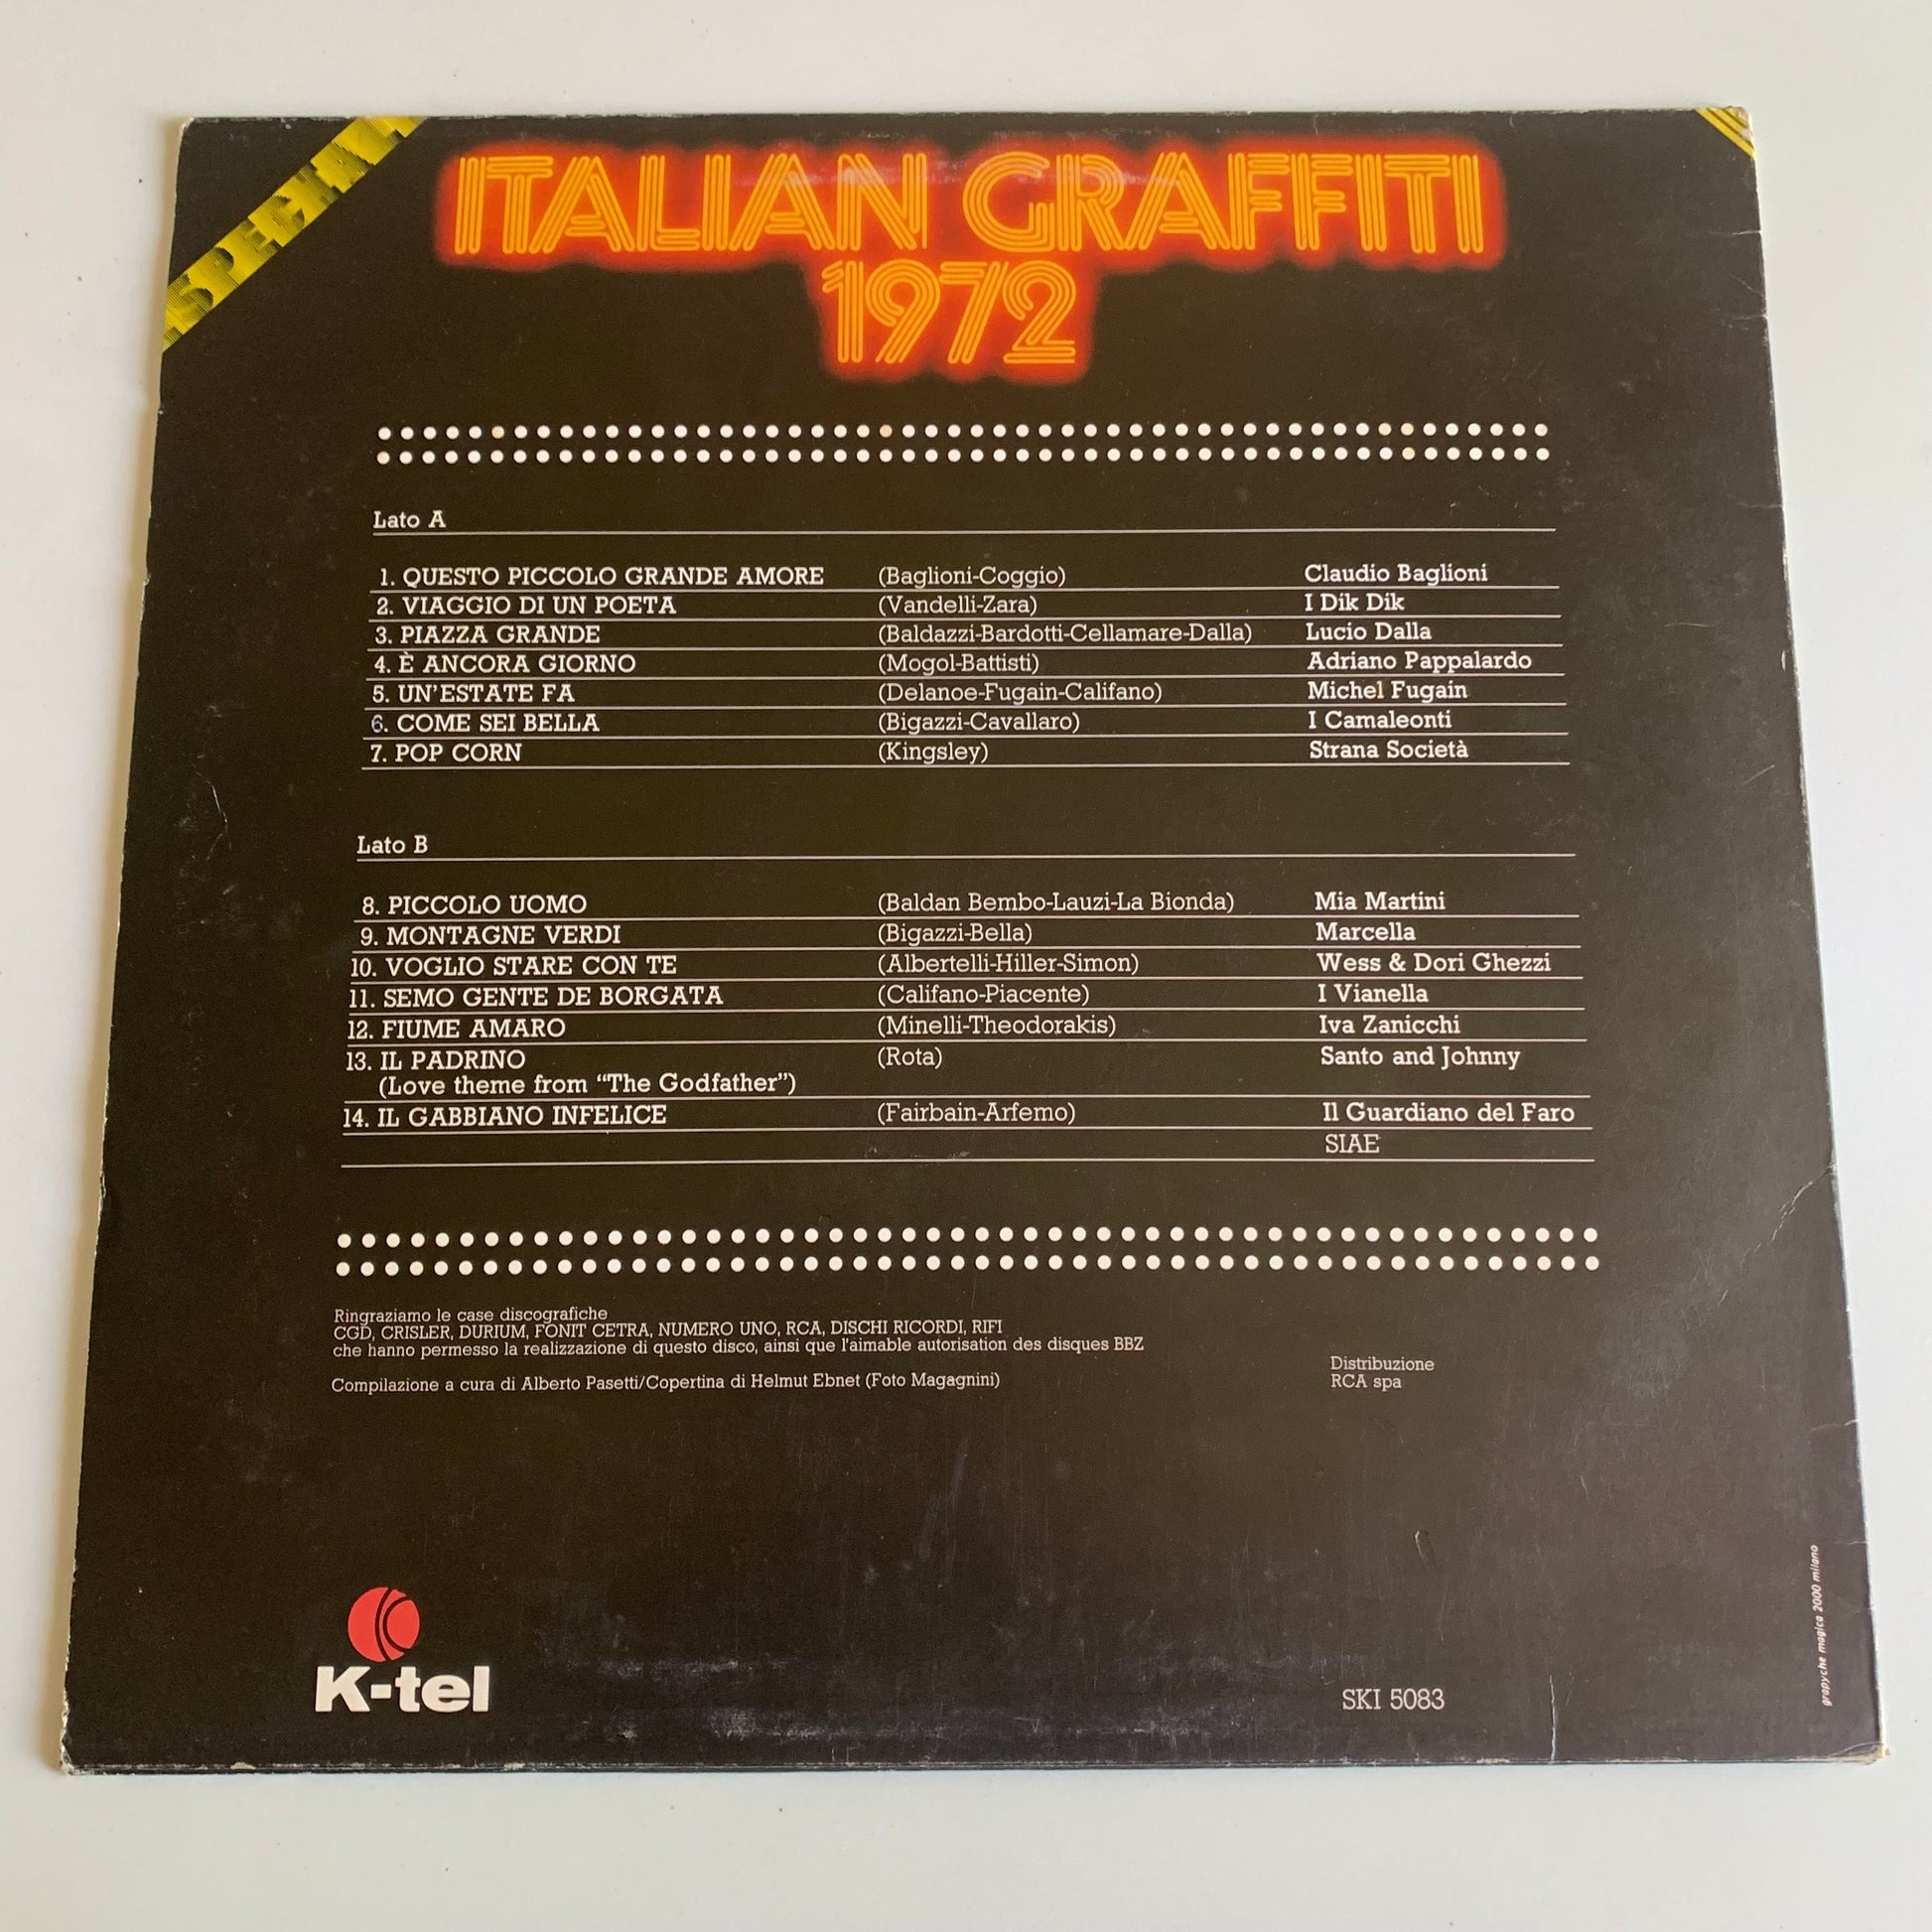 SPECIAL
ITALIAN GRAFFITI
1972
Lato A
1. QUESTO PICCOLO GRANDE AMORE (Baglioni-Coggio) Claudio Baglioni
2. VIAGGIO DI UN POETA (Vandelli-Zara) I Dik Dik
3. PIAZZA GRANDE (Baldazzi-Bardotti-Cellamare-Dalla) Lucio Dalla
4. È ANCORA GIORNO (Mogol-Battisti) Adriano Pappalardo
5. UN'ESTATE FA (Delanoe-Fugain-Califano) Michel Fugain
6. COME SEI BELLA (Bigazzi-Cavallaro) I Camaleonti
7. POP CORN (Kingsley) Strana Società
Lato B
8. PICCOLO UOMO (Baldan Bembo-Lauzi-La Bionda) Mia Martini
9. MONTAGNE VERDI (Bigazzi-Bella) Marcella
10. VOGLIO STARE CON TE (Albertelli-Hiller-Simon) Wess & Dori Ghezzi
11. SEMO GENTE DE BORGATA (Califano-Piacente) I Vianella
12. FIUME AMARO (Minelli-Theodorakis) Iva Zanicchi
13. IL PADRINO (Rota) Santo and Johnny
(Love theme from “The Godfather”)
14. IL GABBIANO INFELICE (Fairbain-Arfemo) Il Guardiano del Faro
SIAE
Ringraziamo le case discografiche
CGD, CRISLER, DURIUM, FONIT CETRA, NUMERO UNO, RCA, DISCHI RICORDI, RIFI
che hanno permesso la realizzazione di questo disco, ainsi que l'aimable autorisation des disques BBZ
Compilazione a cura di Alberto Pasetti/Copertina di Helmut Ebnet (Foto Magagnini)
Distribuzione
RCA spa
K-tel
SKI 5083
grapyche magica 2000 milano